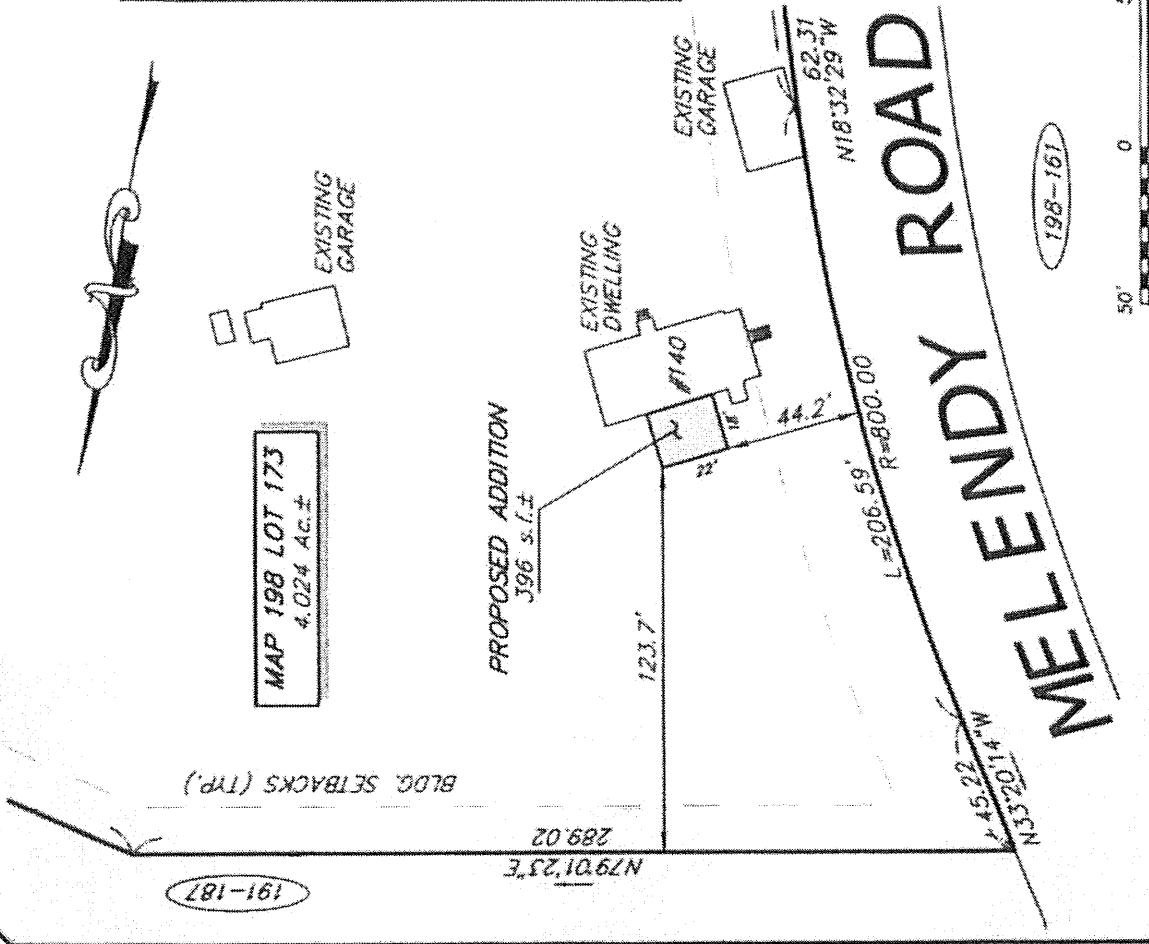 EXISTING
GARAGE
MAP 198 LOT 173
4.024 Ac.±
EXISTING
GARAGE
62.31
N18°32'29"W
EXISTING
DWELLING
#140
PROPOSED ADDITION
396 s.f.±
18'
22'
44.2'
123.7'
L=206.59' R=800.00
MELENDY ROAD
198-161
50' 0
BLDG. SETBACKS (TYP.)
289.02
N79°01'23"E
191-187
45.22
N33°20'14"W